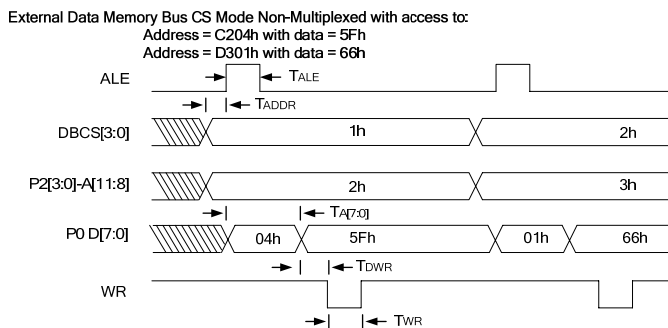 External Data Memory Bus CS Mode Non-Multiplexed with access to:
Address = C204h with data = 5Fh
Address = D301h with data = 66h
ALE
TALE
TADDR
DBCS[3:0]
1h
2h
P2[3:0]-A[11:8]
2h
3h
TA[7:0]
P0 D[7:0]
04h
5Fh
01h
66h
TDWR
WR
TWR